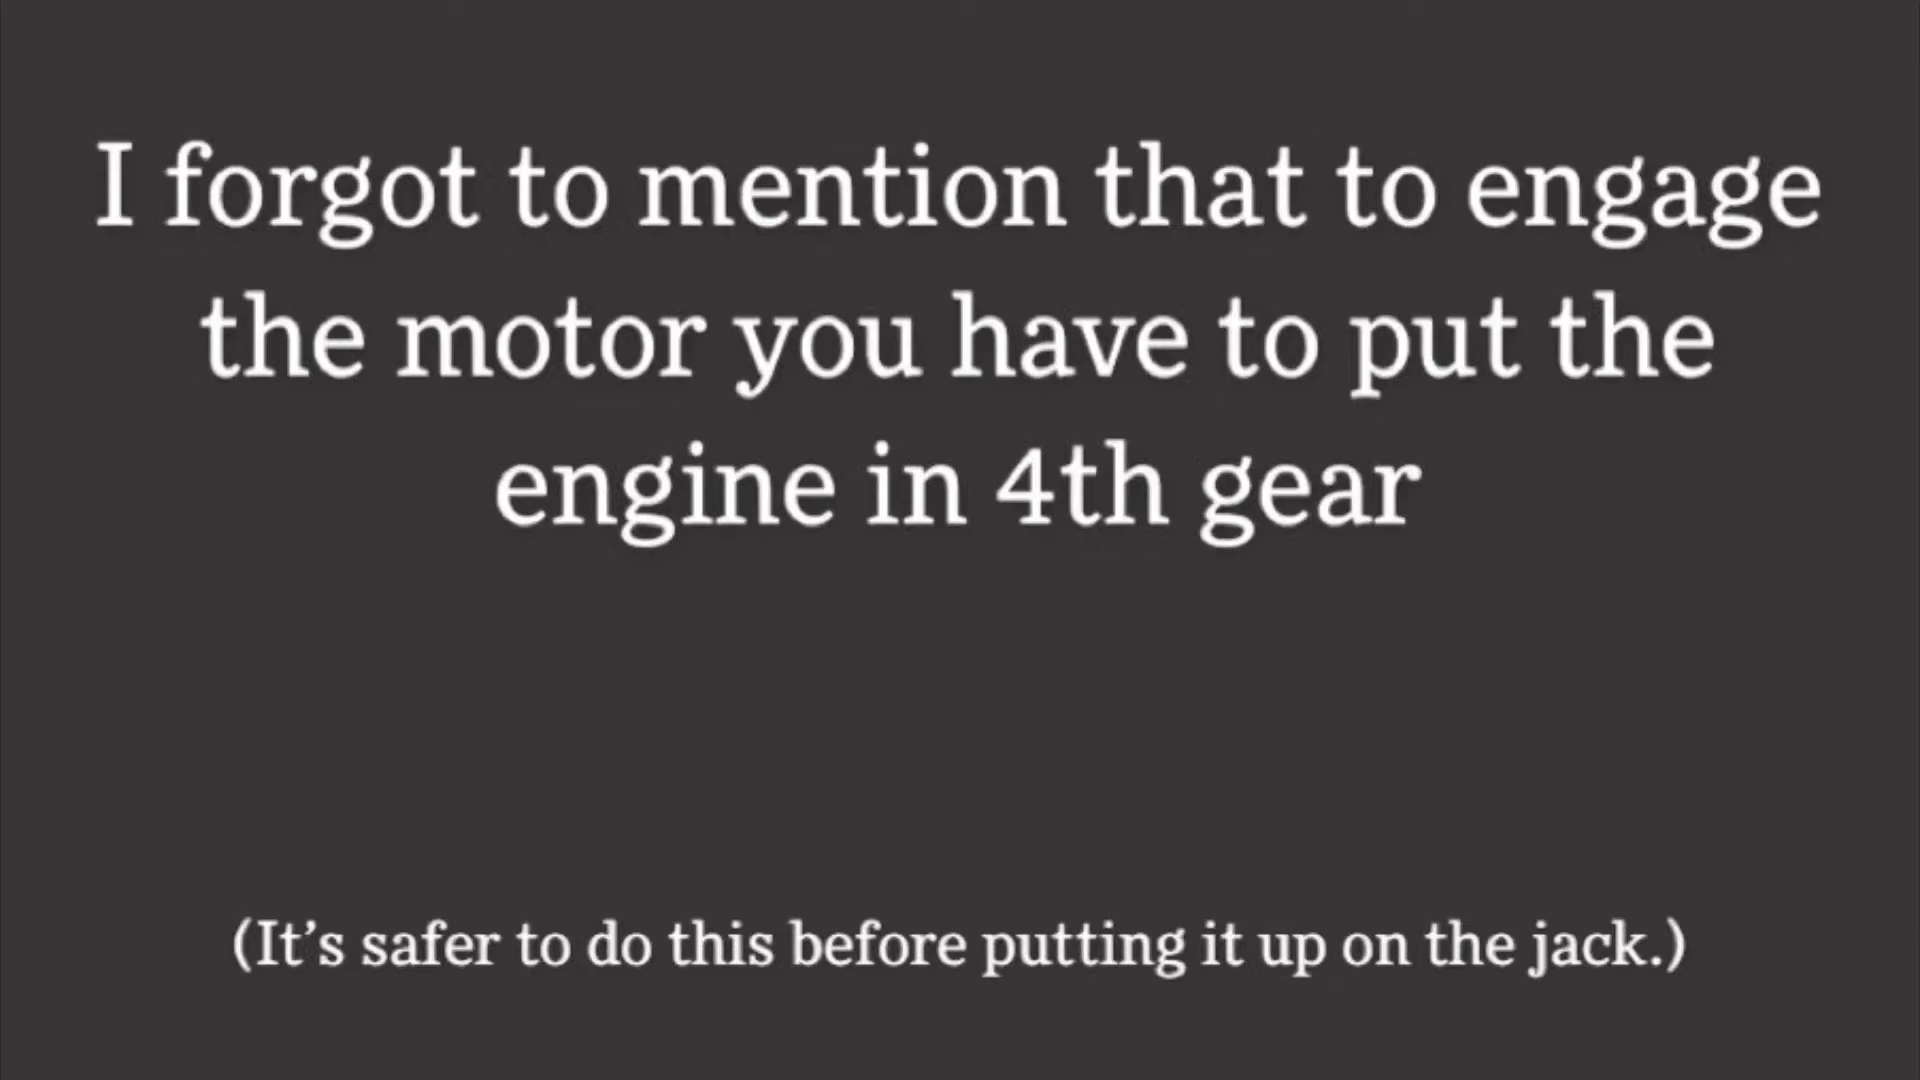 I forgot to mention that to engage
the motor you have to put the
engine in 4th gear
(It’s safer to do this before putting it up on the jack.)